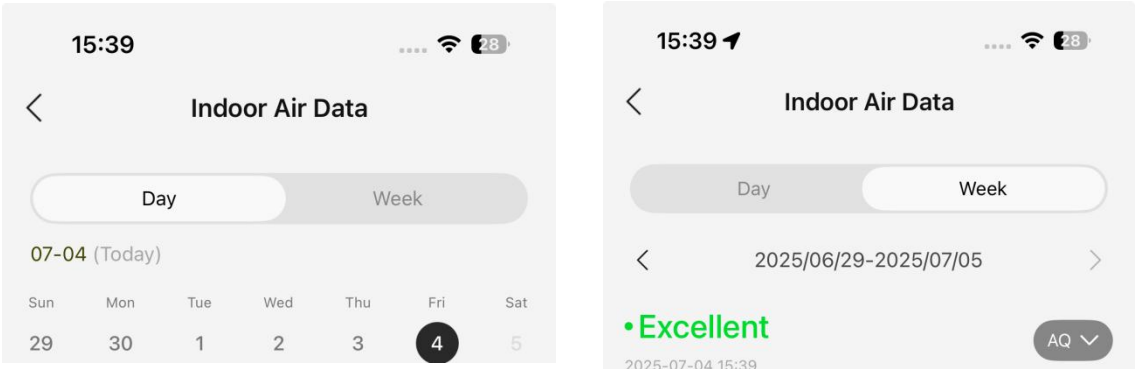 15:39
28
Indoor Air Data
Day Week
07-04 (Today)
Sun Mon Tue Wed Thu Fri Sat
29 30 1 2 3 4 5
15:39
28
Indoor Air Data
Day Week
2025/06/29-2025/07/05
•Excellent
AQ
2025-07-04 15:39